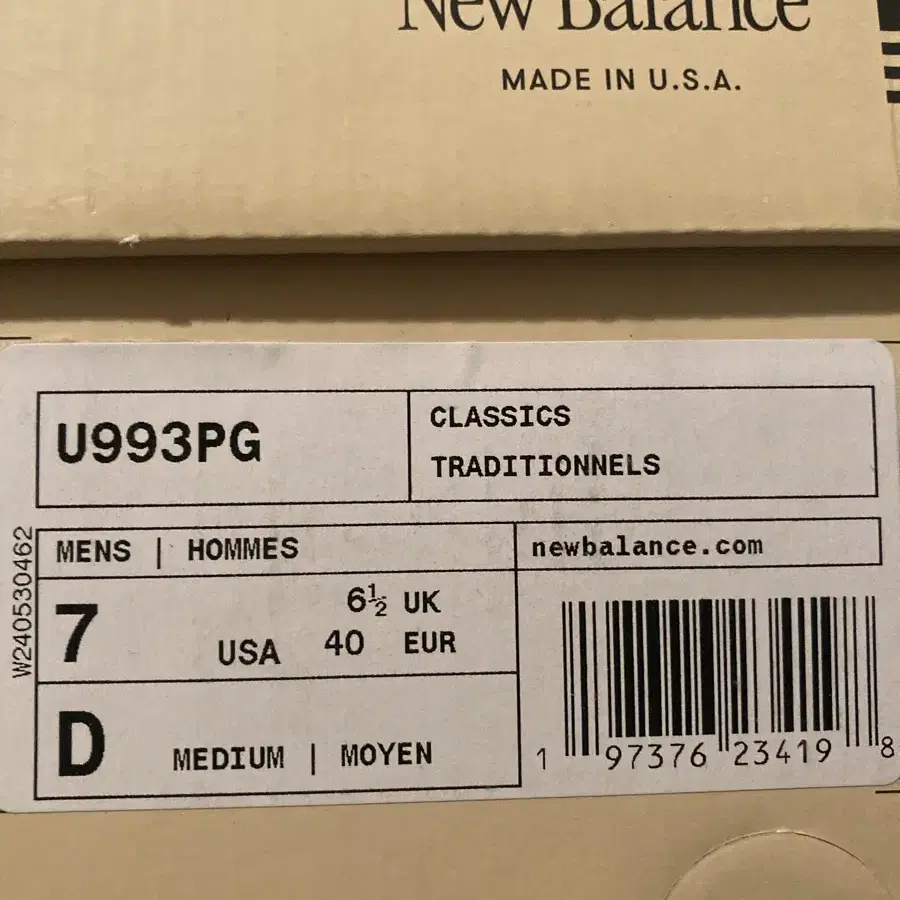 New Balance
MADE IN U.S.A.
U993PG
CLASSICS
TRADITIONNELS
W240530462
MENS | HOMMES
newbalance.com
7 USA
6½ UK
40 EUR
D MEDIUM | MOYEN
1 97376 23419 8